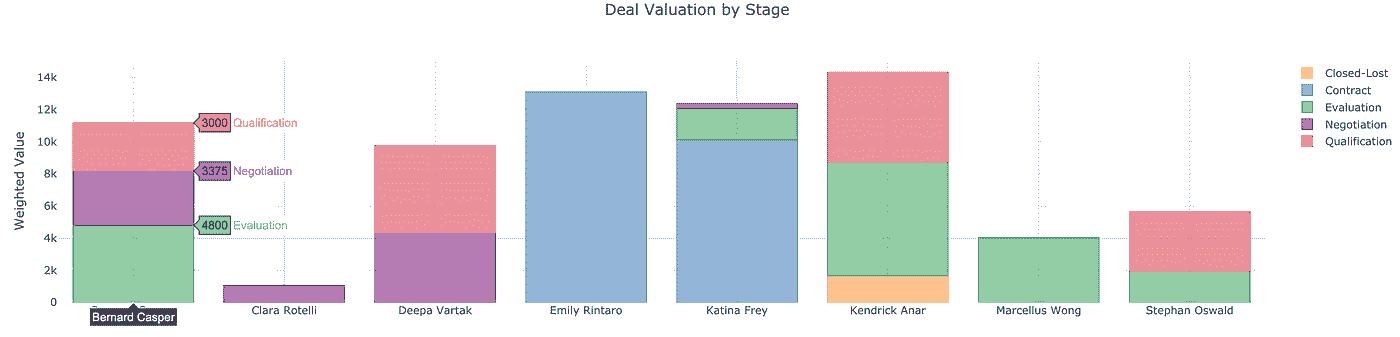 Deal Valuation by Stage
Weighted Value
14k
12k
10k
8k
6k
4k
2k
0
3000 Qualification
3375 Negotiation
4800 Evaluation
Bernard Casper
Clara Rotelli
Deepa Vartak
Emily Rintaro
Katina Frey
Kendrick Anar
Marcellus Wong
Stephan Oswald
Closed-Lost
Contract
Evaluation
Negotiation
Qualification